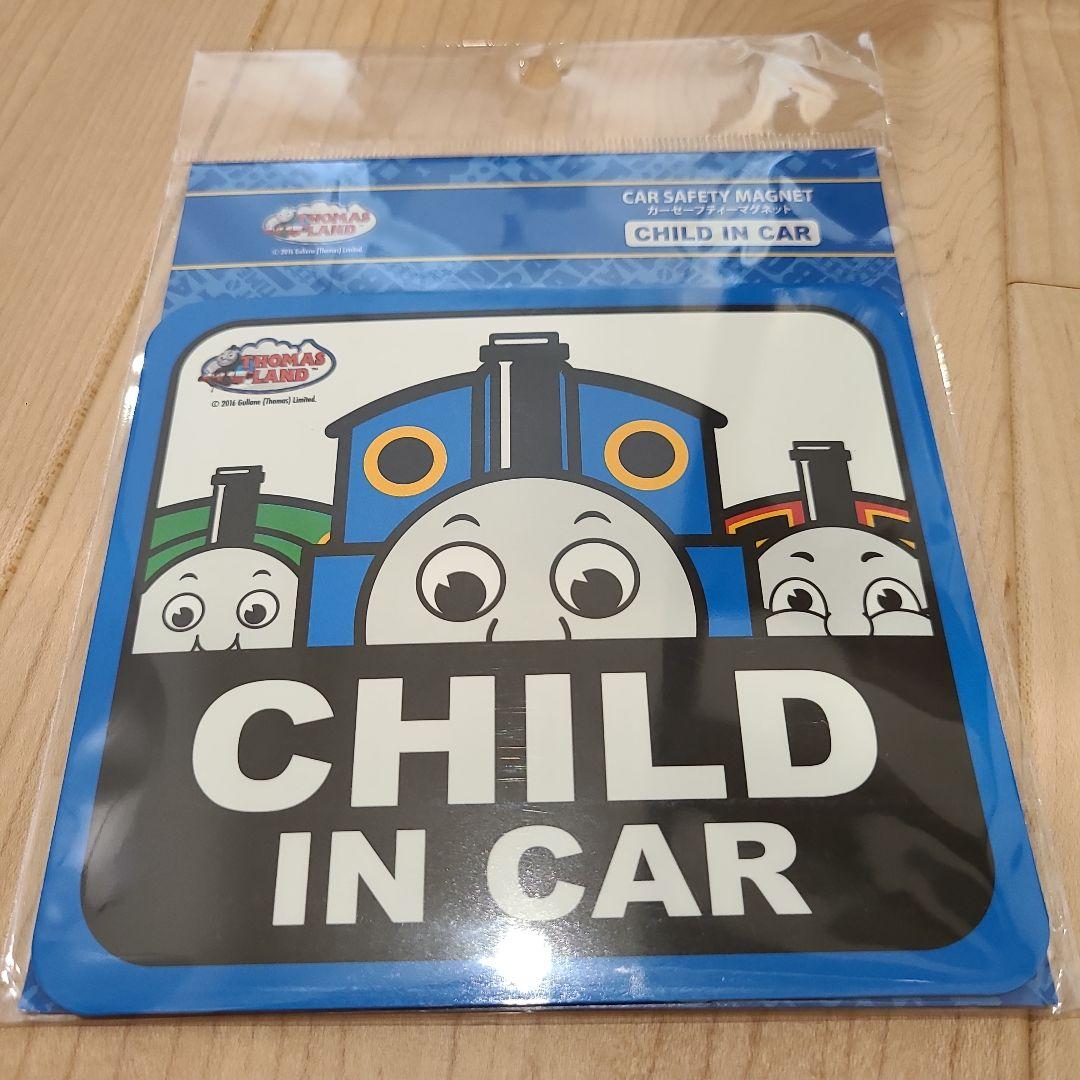 CAR SAFETY MAGNET
カーセーフティーマグネット
CHILD IN CAR
THOMAS
LAND
© 2016 Gullane (Thomas) Limited.
THOMAS
LAND™
© 2016 Gullane (Thomas) Limited.
CHILD
IN CAR